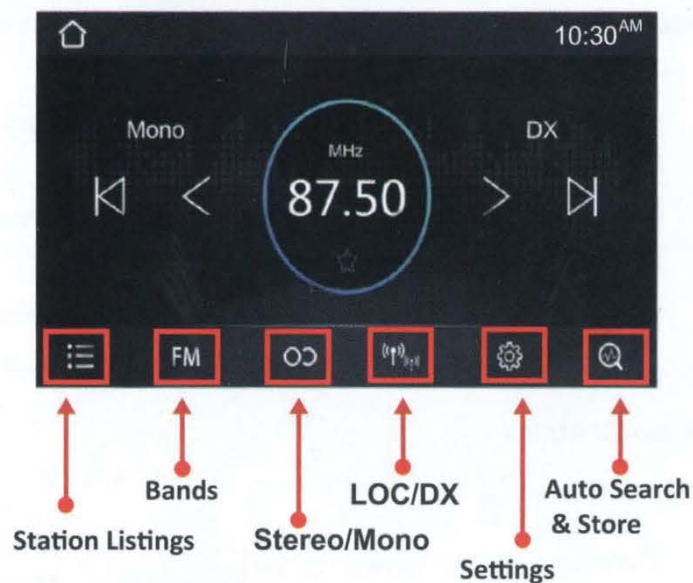 10:30AM
Mono
DX
MHz
87.50
FM
Bands
LOC/DX
Auto Search
& Store
Station Listings
Stereo/Mono
Settings